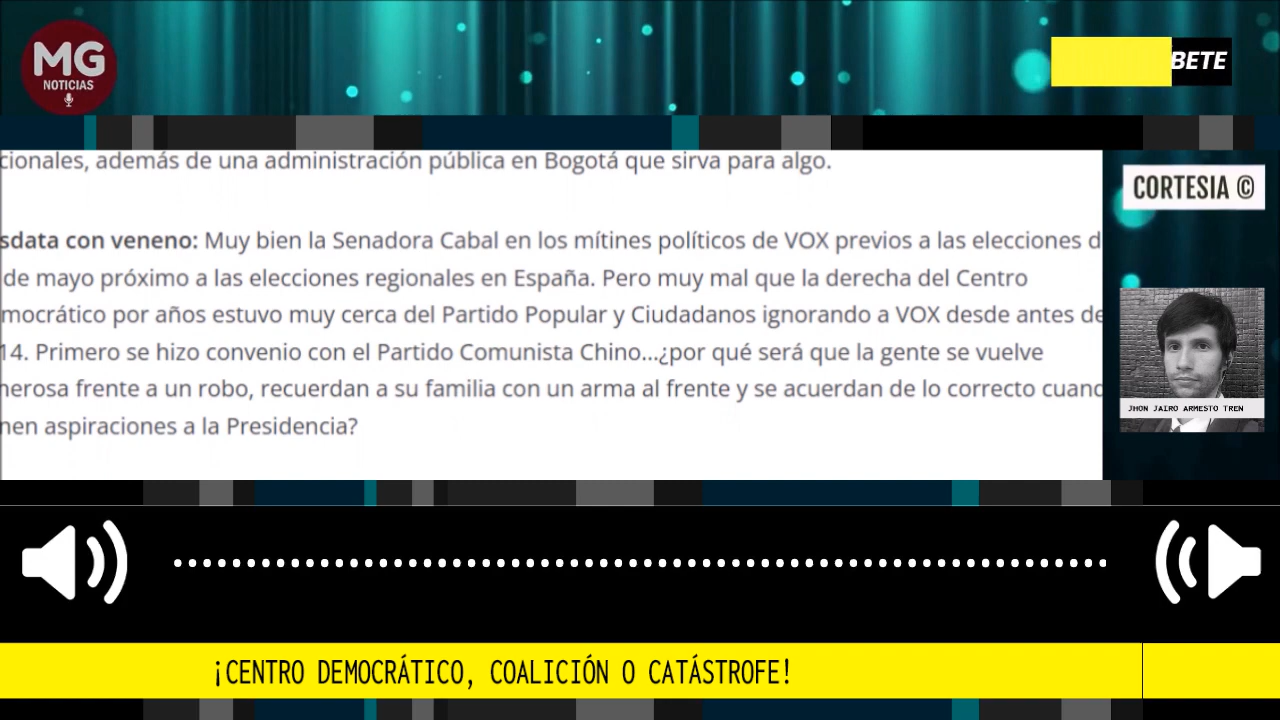 MG
NOTICIAS
BETE
cionales, además de una administración pública en Bogotá que sirva para algo.
CORTESIA ©
sdata con veneno: Muy bien la Senadora Cabal en los mítines políticos de VOX previos a las elecciones d
de mayo próximo a las elecciones regionales en España. Pero muy mal que la derecha del Centro
mocrático por años estuvo muy cerca del Partido Popular y Ciudadanos ignorando a VOX desde antes de
14. Primero se hizo convenio con el Partido Comunista Chino...¿por qué será que la gente se vuelve
nerosa frente a un robo, recuerdan a su familia con un arma al frente y se acuerdan de lo correcto cuand
nen aspiraciones a la Presidencia?
JHON JAIRO ARMESTO TREN
¡CENTRO DEMOCRÁTICO, COALICIÓN O CATÁSTROFE!